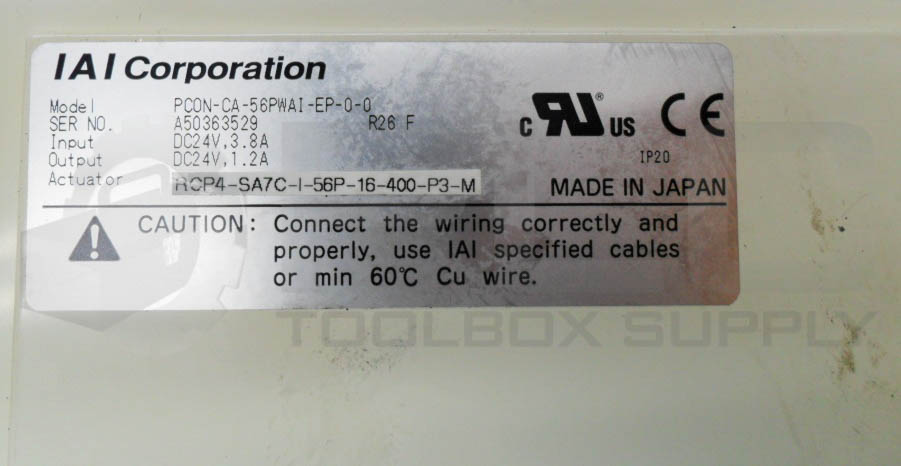 IAI Corporation
Model PCON-CA-56PWAI-EP-0-0
SER NO. A50363529 R26 F
Input DC24V,3.8A
Output DC24V,1.2A
Actuator RCP4-SA7C-I-56P-16-400-P3-M
c RU ® US CE
IP20
MADE IN JAPAN
CAUTION: Connect the wiring correctly and
properly, use IAI specified cables
or min 60℃ Cu wire.
TOOLBOX SUPPLY